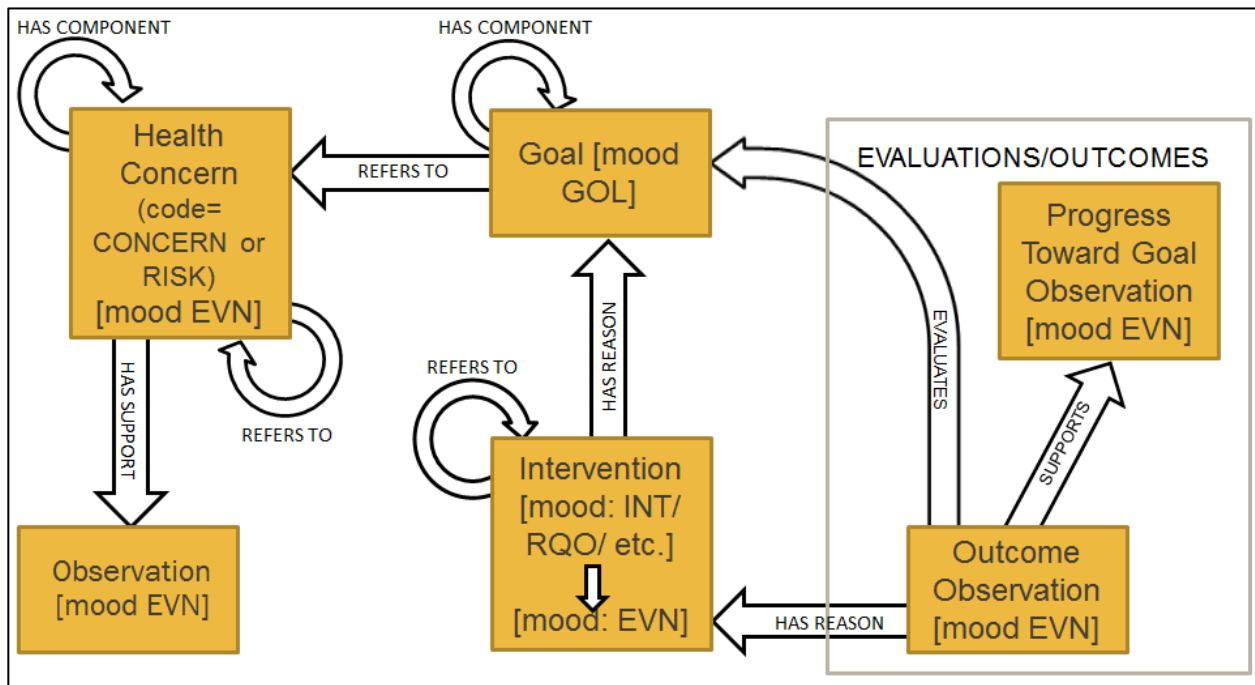 HAS COMPONENT
HAS COMPONENT
Health
Concern
(code=
CONCERN or
RISK)
[mood EVN]
REFERS TO
Goal [mood
GOL]
EVALUATIONS/OUTCOMES
Progress
Toward Goal
Observation
[mood EVN]
HAS SUPPORT
REFERS TO
REFERS TO
HAS REASON
EVALUATES
SUPPORTS
Observation
[mood EVN]
Intervention
[mood: INT/
RQO/ etc.]
[mood: EVN]
HAS REASON
Outcome
Observation
[mood EVN]